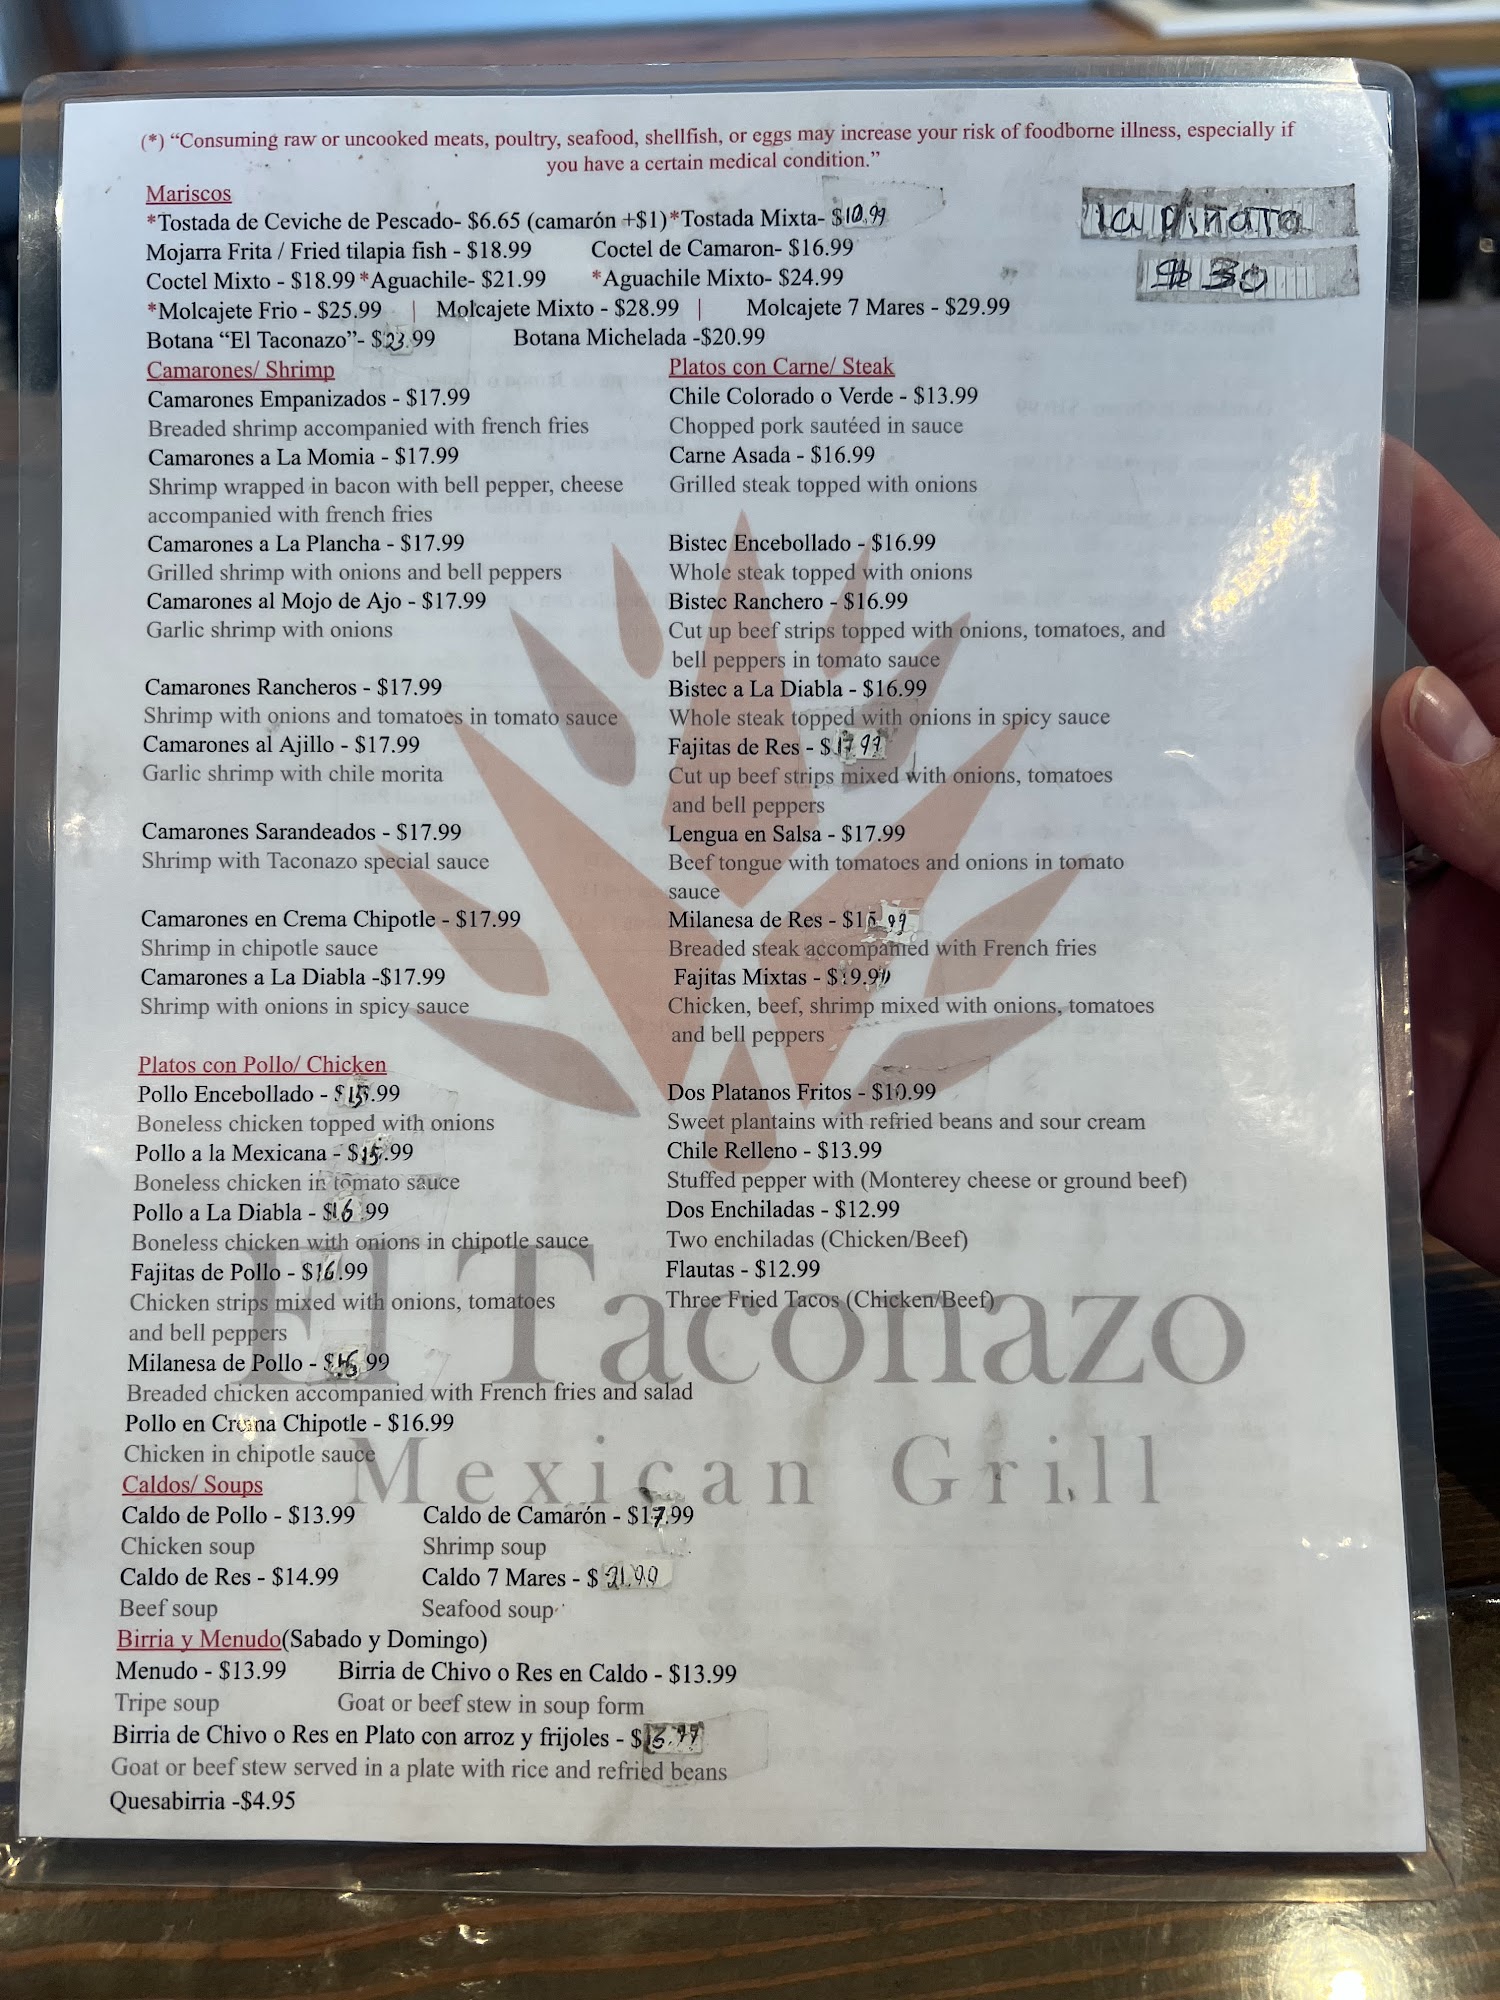 (*) “Consuming raw or uncooked meats, poultry, seafood, shellfish, or eggs may increase your risk of foodborne illness, especially if
you have a certain medical condition.”
Mariscos
*Tostada de Ceviche de Pescado- $6.65 (camarón +$1)*Tostada Mixta- $10.99
la piñata
Mojarra Frita / Fried tilapia fish - $18.99 Coctel de Camaron- $16.99
$30
Coctel Mixto - $18.99 *Aguachile- $21.99 *Aguachile Mixto- $24.99
*Molcajete Frio - $25.99 | Molcajete Mixto - $28.99 | Molcajete 7 Mares - $29.99
Botana “El Taconazo”- $23.99 Botana Michelada -$20.99
Camarones/ Shrimp
Camarones Empanizados - $17.99
Breaded shrimp accompanied with french fries
Camarones a La Momia - $17.99
Shrimp wrapped in bacon with bell pepper, cheese
accompanied with french fries
Camarones a La Plancha - $17.99
Grilled shrimp with onions and bell peppers
Camarones al Mojo de Ajo - $17.99
Garlic shrimp with onions
Camarones Rancheros - $17.99
Shrimp with onions and tomatoes in tomato sauce
Camarones al Ajillo - $17.99
Garlic shrimp with chile morita
Camarones Sarandeados - $17.99
Shrimp with Taconazo special sauce
Camarones en Crema Chipotle - $17.99
Shrimp in chipotle sauce
Camarones a La Diabla -$17.99
Shrimp with onions in spicy sauce
Platos con Carne/ Steak
Chile Colorado o Verde - $13.99
Chopped pork sautéed in sauce
Carne Asada - $16.99
Grilled steak topped with onions
Bistec Encebollado - $16.99
Whole steak topped with onions
Bistec Ranchero - $16.99
Cut up beef strips topped with onions, tomatoes, and
bell peppers in tomato sauce
Bistec a La Diabla - $16.99
Whole steak topped with onions in spicy sauce
Fajitas de Res - $17.99
Cut up beef strips mixed with onions, tomatoes
and bell peppers
Lengua en Salsa - $17.99
Beef tongue with tomatoes and onions in tomato
sauce
Milanesa de Res -
Breaded steak accompanied with French fries
Fajitas Mixtas - $19.99
Chicken, beef, shrimp mixed with onions, tomatoes
and bell peppers
Platos con Pollo/ Chicken
Pollo Encebollado - $15.99
Boneless chicken topped with onions
Pollo a la Mexicana - $15.99
Boneless chicken in tomato sauce
Pollo a La Diabla - $16.99
Boneless chicken with onions in chipotle sauce
Fajitas de Pollo - $16.99
Chicken strips mixed with onions, tomatoes
and bell peppers
Milanesa de Pollo - $16.99
Breaded chicken accompanied with French fries and salad
Pollo en Crema Chipotle - $16.99
Chicken in chipotle sauce
Dos Platanos Fritos - $10.99
Sweet plantains with refried beans and sour cream
Chile Relleno - $13.99
Stuffed pepper with (Monterey cheese or ground beef)
Dos Enchiladas - $12.99
Two enchiladas (Chicken/Beef)
Flautas - $12.99
Three Fried Tacos (Chicken/Beef)
El Taconazo
Mexican Grill
Caldos/ Soups
Caldo de Pollo - $13.99 Caldo de Camarón - $17.99
Chicken soup Shrimp soup
Caldo de Res - $14.99 Caldo 7 Mares - $21.99
Beef soup Seafood soup
Birria y Menudo(Sabado y Domingo)
Menudo - $13.99 Birria de Chivo o Res en Caldo - $13.99
Tripe soup Goat or beef stew in soup form
Birria de Chivo o Res en Plato con arroz y frijoles -
Goat or beef stew served in a plate with rice and refried beans
Quesabirria -$4.95